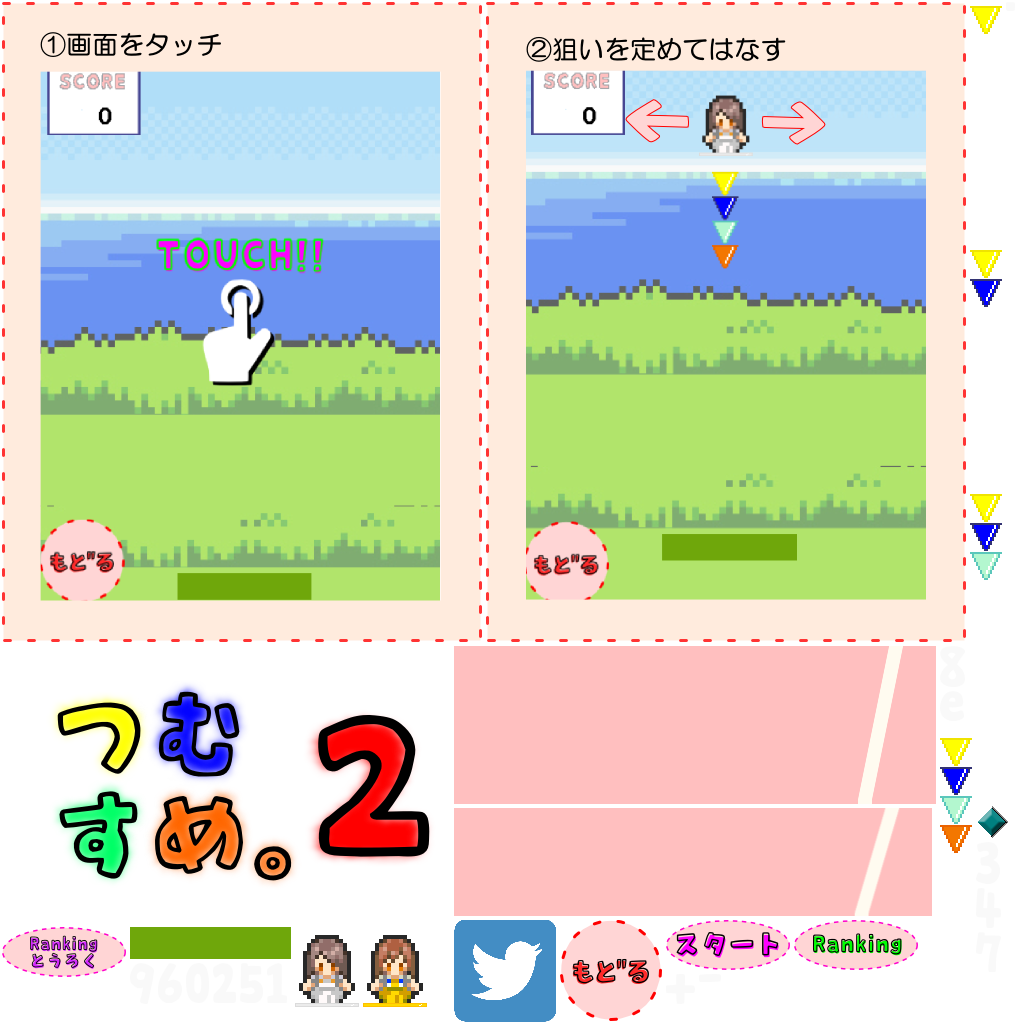 ①画面をタッチ
SCORE
0
TOUCH!!
もど"る
②狙いを定めてはなす
SCORE
0
もど"る
つむ
すめ。
2
Ranking
とうろく
960251
もど"る
スタート
Ranking
8
e
3
4
7
+-